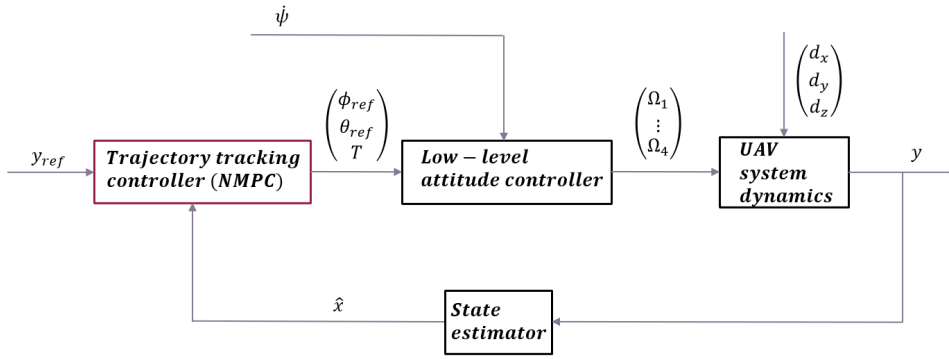 ψ̇
d_x
d_y
d_z
ϕ_ref
θ_ref
T
Ω_1
⋮
Ω_4
y_ref
Trajectory tracking
controller (NMPC)
Low − level
attitude controller
UAV
system
dynamics
y
x̂
State
estimator